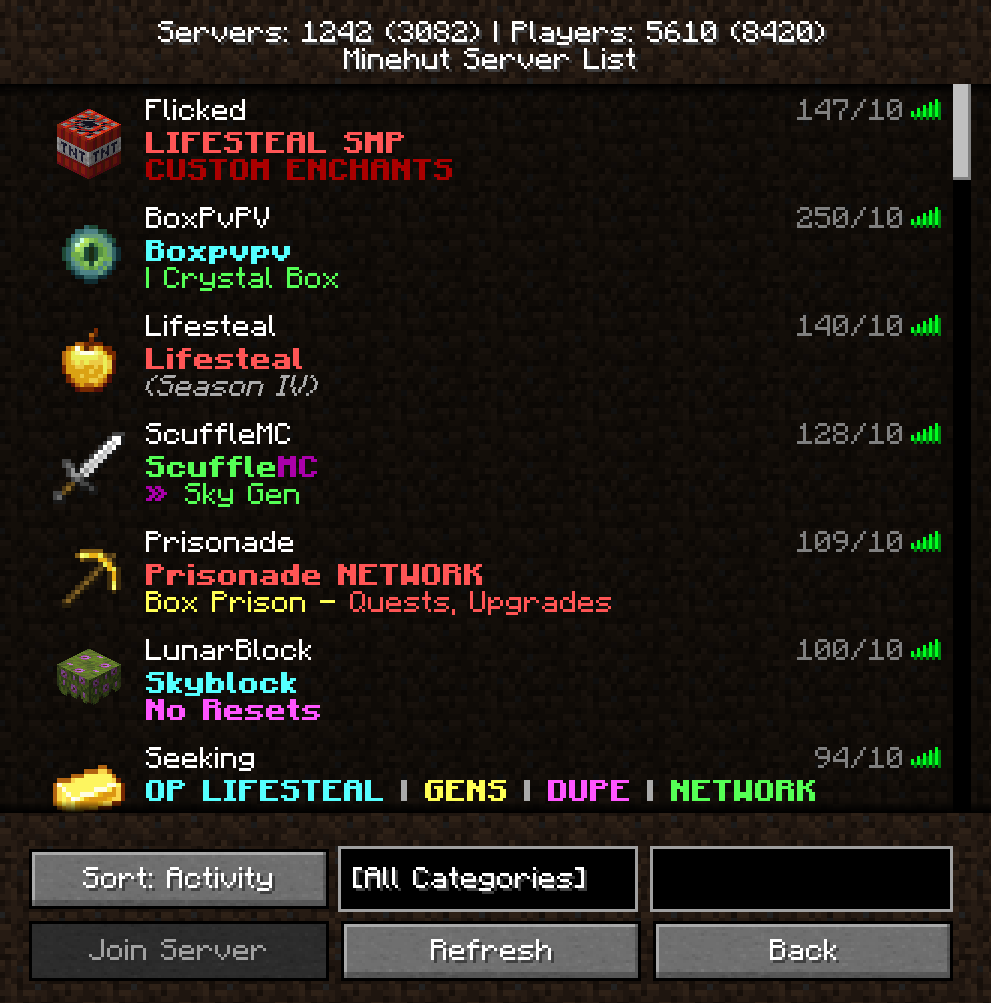 Servers: 1242 (3082) | Players: 5610 (8420)
Minehut Server List
Flicked 147/10
TNT TNT
LIFESTEAL SMP
CUSTOM ENCHANTS
BoxPvPV 250/10
Boxpvpv
| Crystal Box
Lifesteal 140/10
Lifesteal
(Season IV)
ScuffleMC 128/10
ScuffleMC
» Sky Gen
Prisonade 109/10
Prisonade NETWORK
Box Prison - Quests, Upgrades
LunarBlock 100/10
Skyblock
No Resets
Seeking 94/10
OP LIFESTEAL | GENS | DUPE | NETWORK
Sort: Activity [All Categories]
Join Server Refresh Back